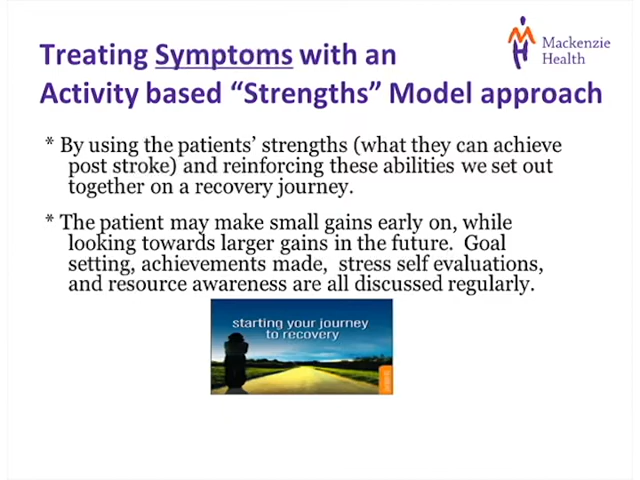 Treating Symptoms with an
Activity based “Strengths” Model approach
Mackenzie
Health
* By using the patients’ strengths (what they can achieve
post stroke) and reinforcing these abilities we set out
together on a recovery journey.
* The patient may make small gains early on, while
looking towards larger gains in the future.  Goal
setting, achievements made,  stress self evaluations,
and resource awareness are all discussed regularly.
starting your journey
to recovery